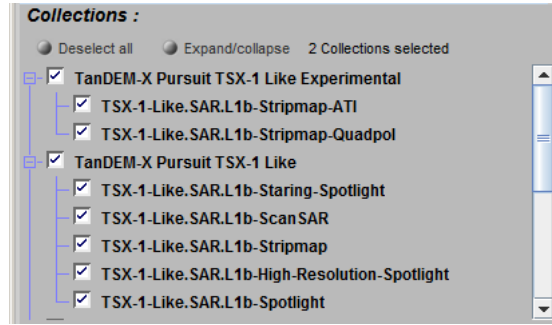 Collections :
Deselect all Expand/collapse 2 Collections selected
TanDEM-X Pursuit TSX-1 Like Experimental
TSX-1-Like.SAR.L1b-Stripmap-ATI
TSX-1-Like.SAR.L1b-Stripmap-Quadpol
TanDEM-X Pursuit TSX-1 Like
TSX-1-Like.SAR.L1b-Staring-Spotlight
TSX-1-Like.SAR.L1b-ScanSAR
TSX-1-Like.SAR.L1b-Stripmap
TSX-1-Like.SAR.L1b-High-Resolution-Spotlight
TSX-1-Like.SAR.L1b-Spotlight